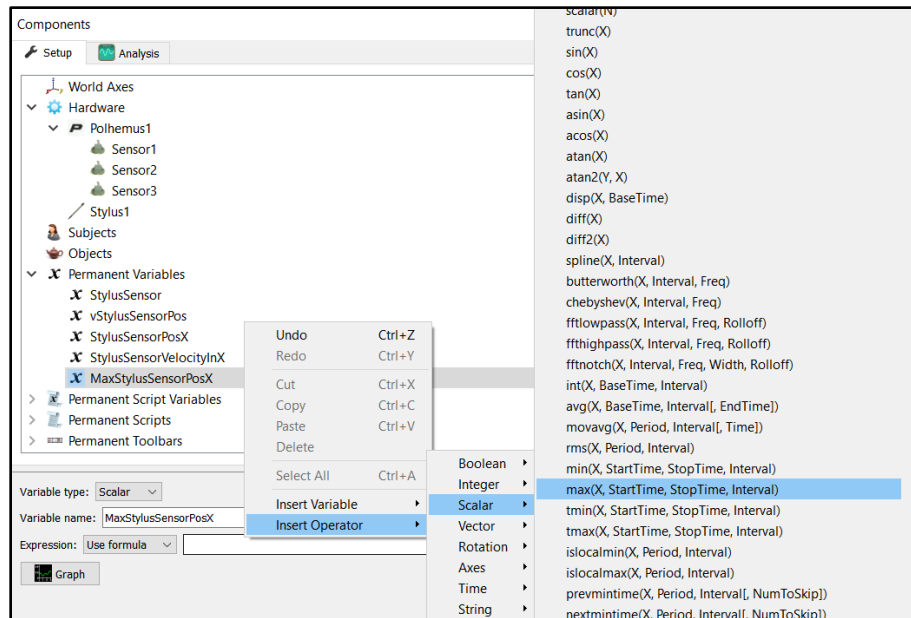 Components
Setup
Analysis
World Axes
Hardware
Polhemus1
Sensor1
Sensor2
Sensor3
Stylus1
Subjects
Objects
Permanent Variables
StylusSensor
vStylusSensorPos
StylusSensorPosX
StylusSensorVelocityInX
MaxStylusSensorPosX
Permanent Script Variables
Permanent Scripts
Permanent Toolbars
Variable type: Scalar
Variable name: MaxStylusSensorPosX
Expression: Use formula
Graph
Undo Ctrl+Z
Redo Ctrl+Y
Cut Ctrl+X
Copy Ctrl+C
Paste Ctrl+V
Delete
Select All Ctrl+A
Insert Variable
Insert Operator
Boolean
Integer
Scalar
Vector
Rotation
Axes
Time
String
scalar(N)
trunc(X)
sin(X)
cos(X)
tan(X)
asin(X)
acos(X)
atan(X)
atan2(Y, X)
disp(X, BaseTime)
diff(X)
diff2(X)
spline(X, Interval)
butterworth(X, Interval, Freq)
chebyshev(X, Interval, Freq)
fftlowpass(X, Interval, Freq, Rolloff)
ffthighpass(X, Interval, Freq, Rolloff)
fftnotch(X, Interval, Freq, Width, Rolloff)
int(X, BaseTime, Interval)
avg(X, BaseTime, Interval[, EndTime])
movavg(X, Period, Interval[, Time])
rms(X, Period, Interval)
min(X, StartTime, StopTime, Interval)
max(X, StartTime, StopTime, Interval)
tmin(X, StartTime, StopTime, Interval)
tmax(X, StartTime, StopTime, Interval)
islocalmin(X, Period, Interval)
islocalmax(X, Period, Interval)
prevmintime(X, Period, Interval[, NumToSkip])
nextmintime(X, Period, Interval[, NumToSkip])